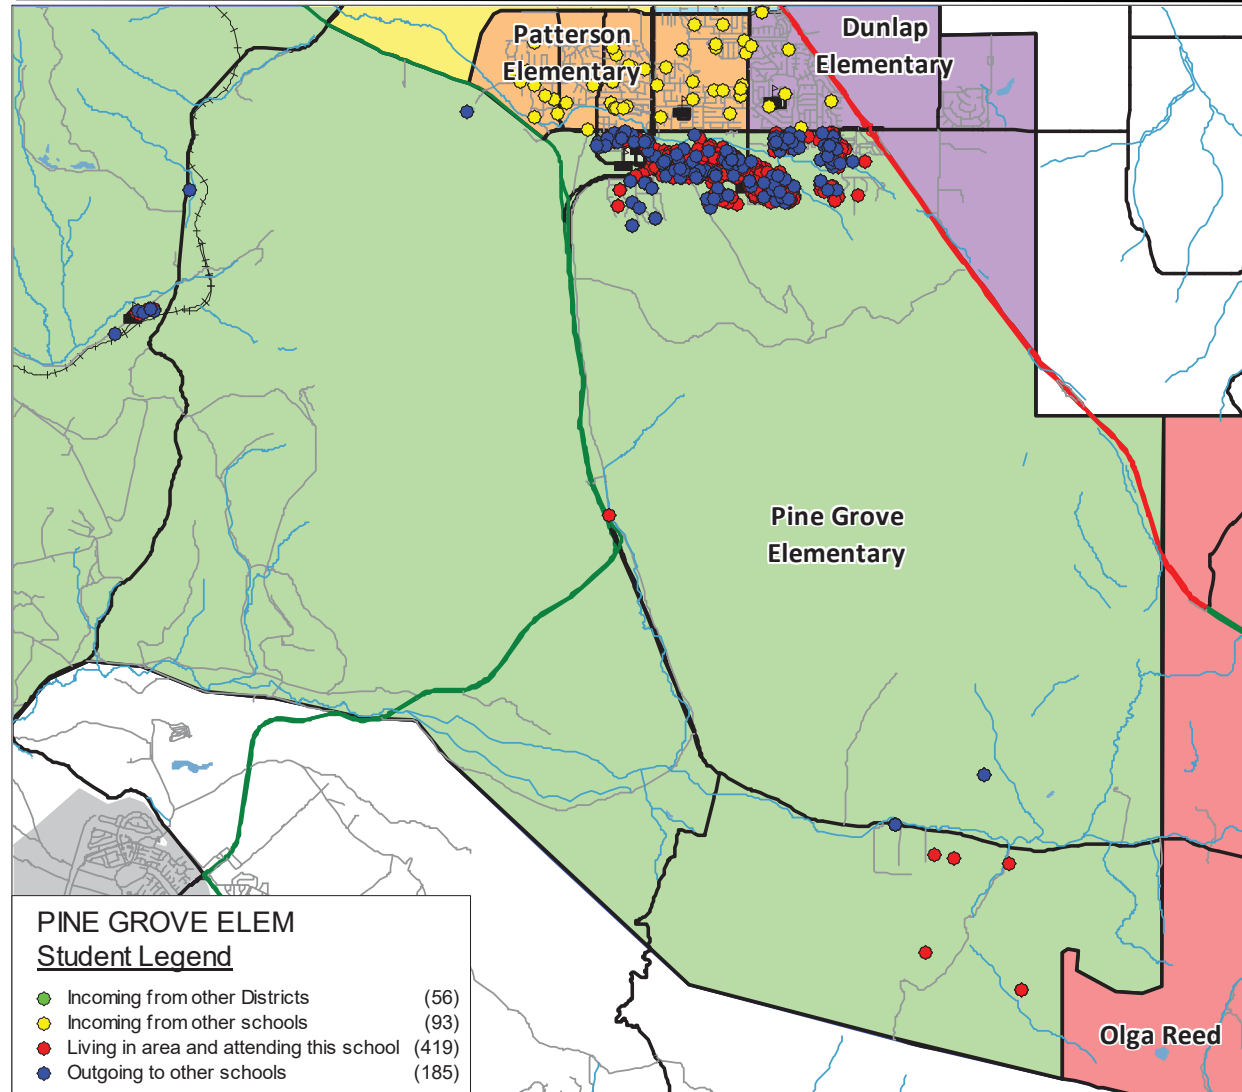 Patterson
Elementary
Dunlap
Elementary
Pine Grove
Elementary
Olga Reed
PINE GROVE ELEM
Student Legend
Incoming from other Districts (56)
Incoming from other schools (93)
Living in area and attending this school (419)
Outgoing to other schools (185)